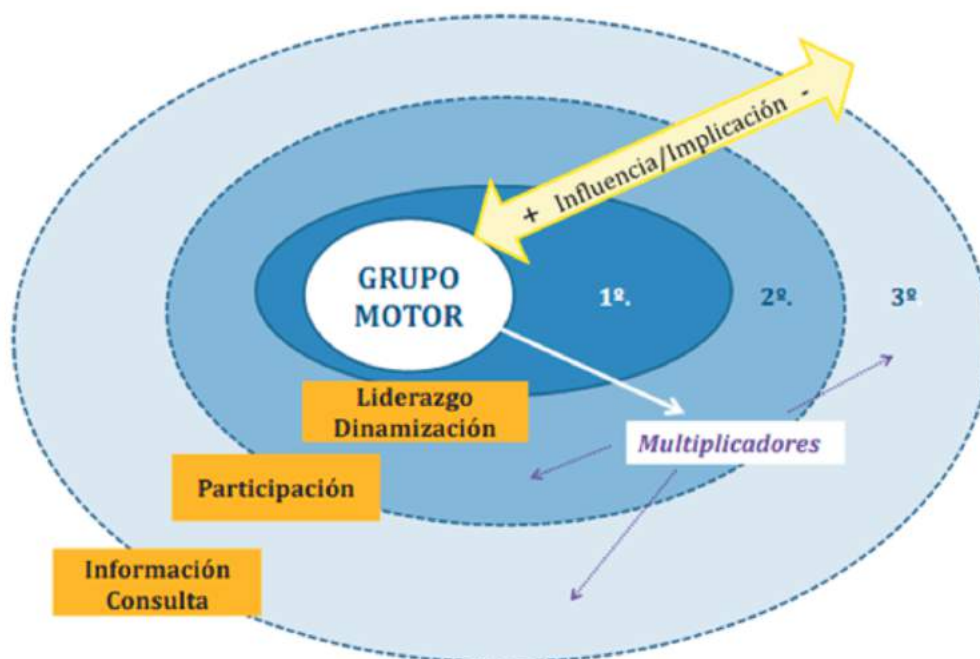 + Influencia/Implicación -
GRUPO
MOTOR
1º.
2º.
3º.
Liderazgo
Dinamización
Multiplicadores
Participación
Información
Consulta